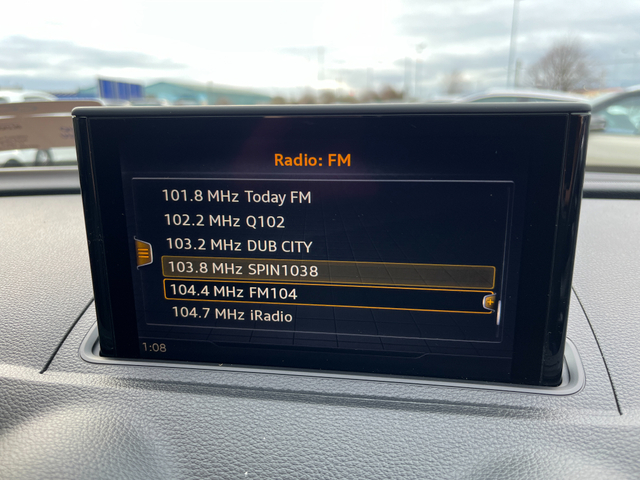 Radio: FM
101.8 MHz Today FM
102.2 MHz Q102
103.2 MHz DUB CITY
103.8 MHz SPIN1038
104.4 MHz FM104
104.7 MHz iRadio
1:08